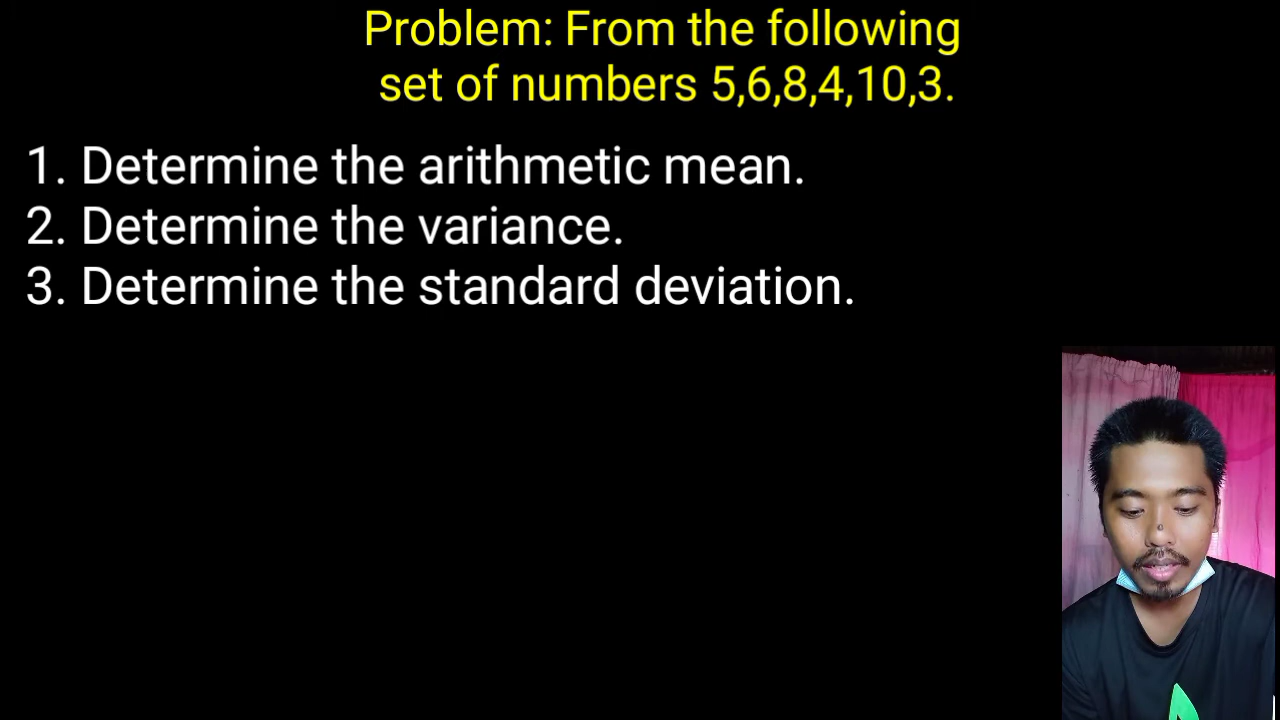 Problem: From the following
set of numbers 5,6,8,4,10,3.
1. Determine the arithmetic mean.
2. Determine the variance.
3. Determine the standard deviation.